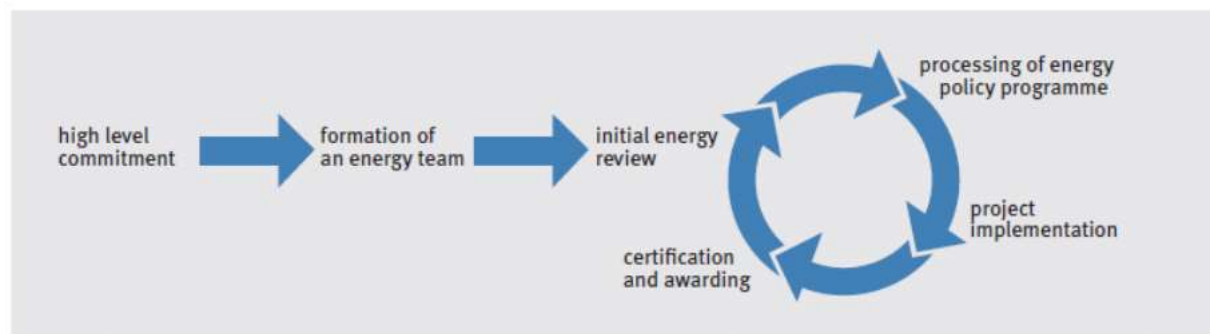 high level
commitment
formation of
an energy team
initial energy
review
processing of energy
policy programme
project
implementation
certification
and awarding